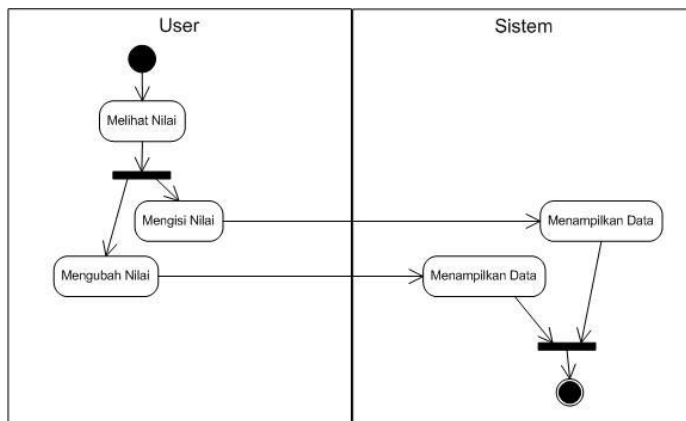 User
Sistem
Melihat Nilai
Mengisi Nilai
Menampilkan Data
Mengubah Nilai
Menampilkan Data